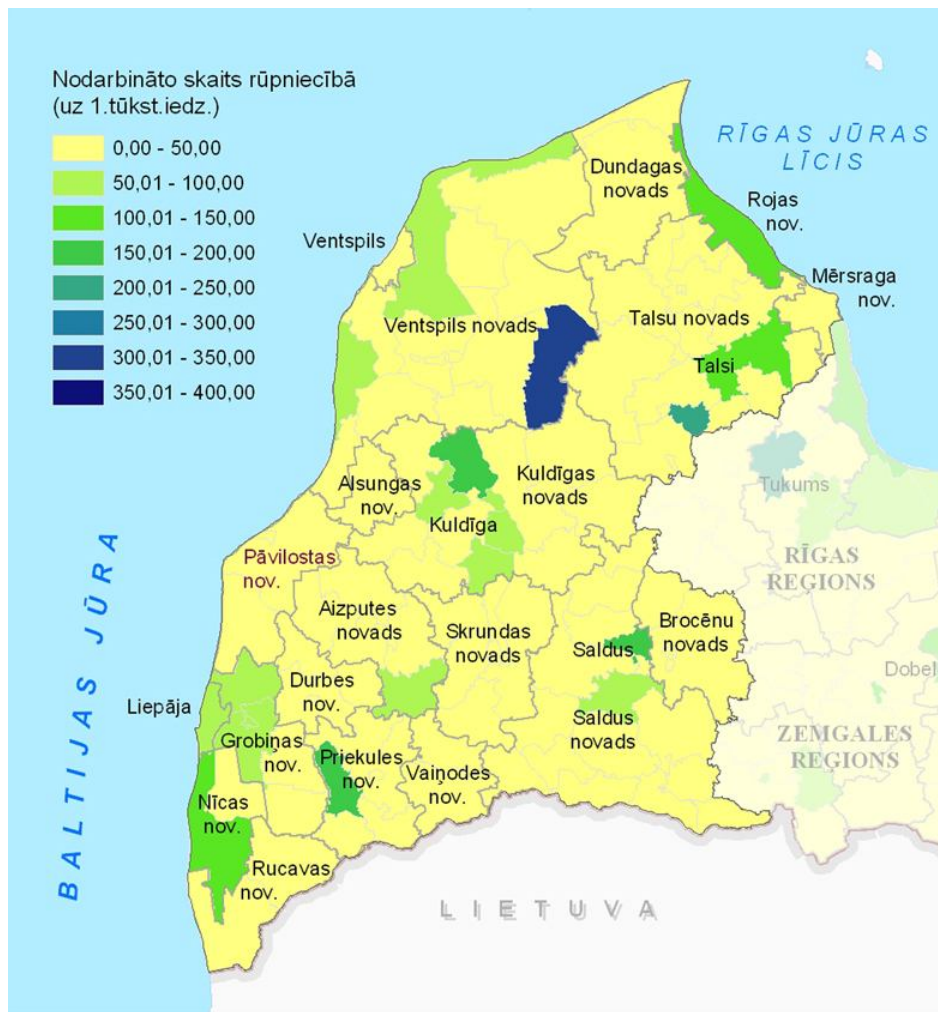 Nodarbināto skaits rūpniecībā
(uz 1.tūkst.iedz.)
0,00 - 50,00
50,01 - 100,00
100,01 - 150,00
150,01 - 200,00
200,01 - 250,00
250,01 - 300,00
300,01 - 350,00
350,01 - 400,00
RĪGAS JŪRAS
LĪCIS
Dundagas
novads
Rojas
nov.
Ventspils
Mērsraga
nov.
Ventspils novads
Talsu novads
Talsi
Alsungas
nov.
Kuldīgas
novads
Kuldīga
Tukums
Pāvilostas
nov.
RĪGAS
REGIONS
Aizputes
novads
Skrundas
novads
Saldus
Brocēnu
novads
Dobel
Durbes
nov.
Liepāja
Saldus
novads
ZEMGALES
REGIONS
Grobiņas
nov.
Priekules
nov.
Vaiņodes
nov.
Nīcas
nov.
Rucavas
nov.
BALTIJAS JŪRA
LIETUVA